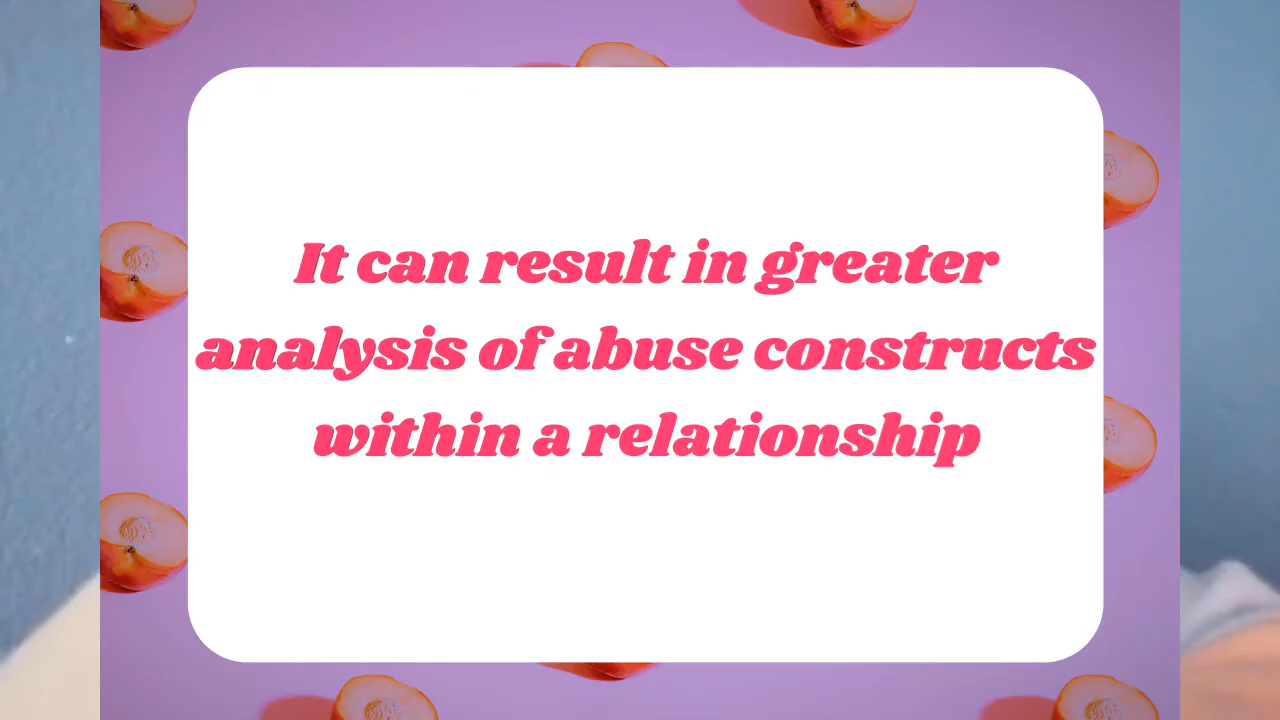 It can result in greater
analysis of abuse constructs
within a relationship